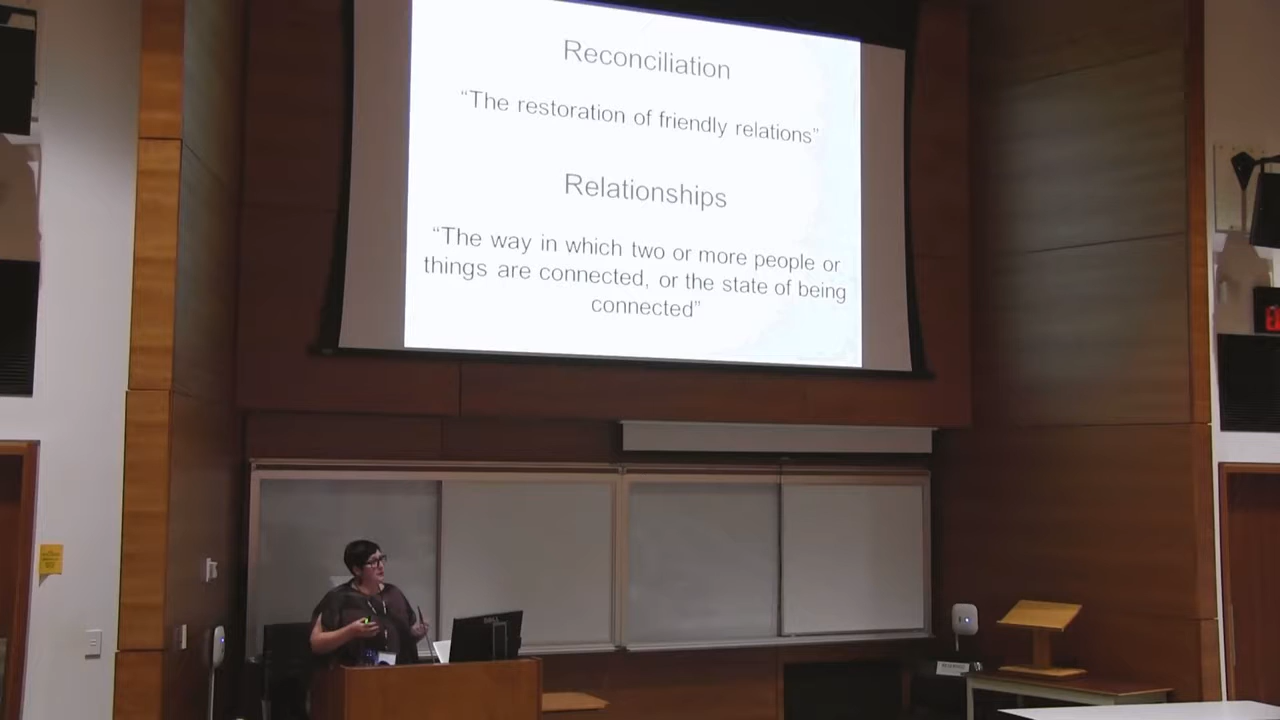 Reconciliation
“The restoration of friendly relations”
Relationships
“The way in which two or more people or
things are connected, or the state of being
connected”
DELL